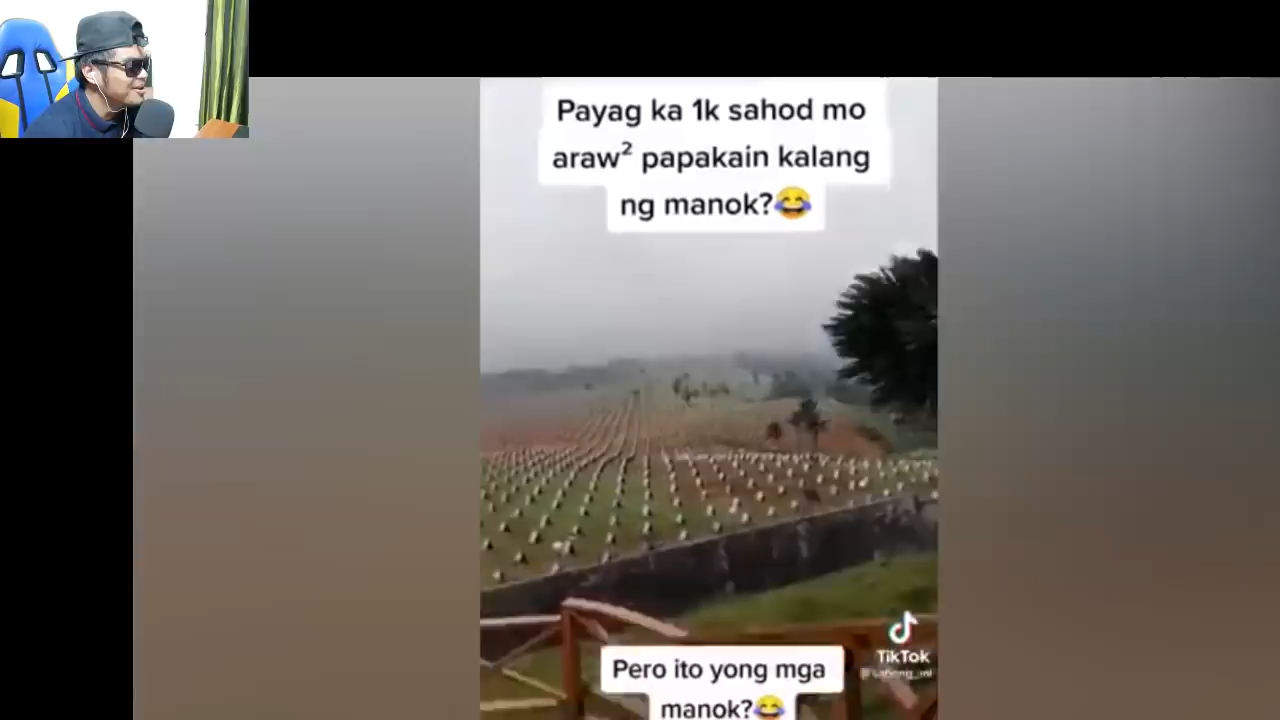 Payag ka 1k sahod mo
araw² papakain kalang
ng manok?😂
TikTok
Pero ito yong mga
manok?😂